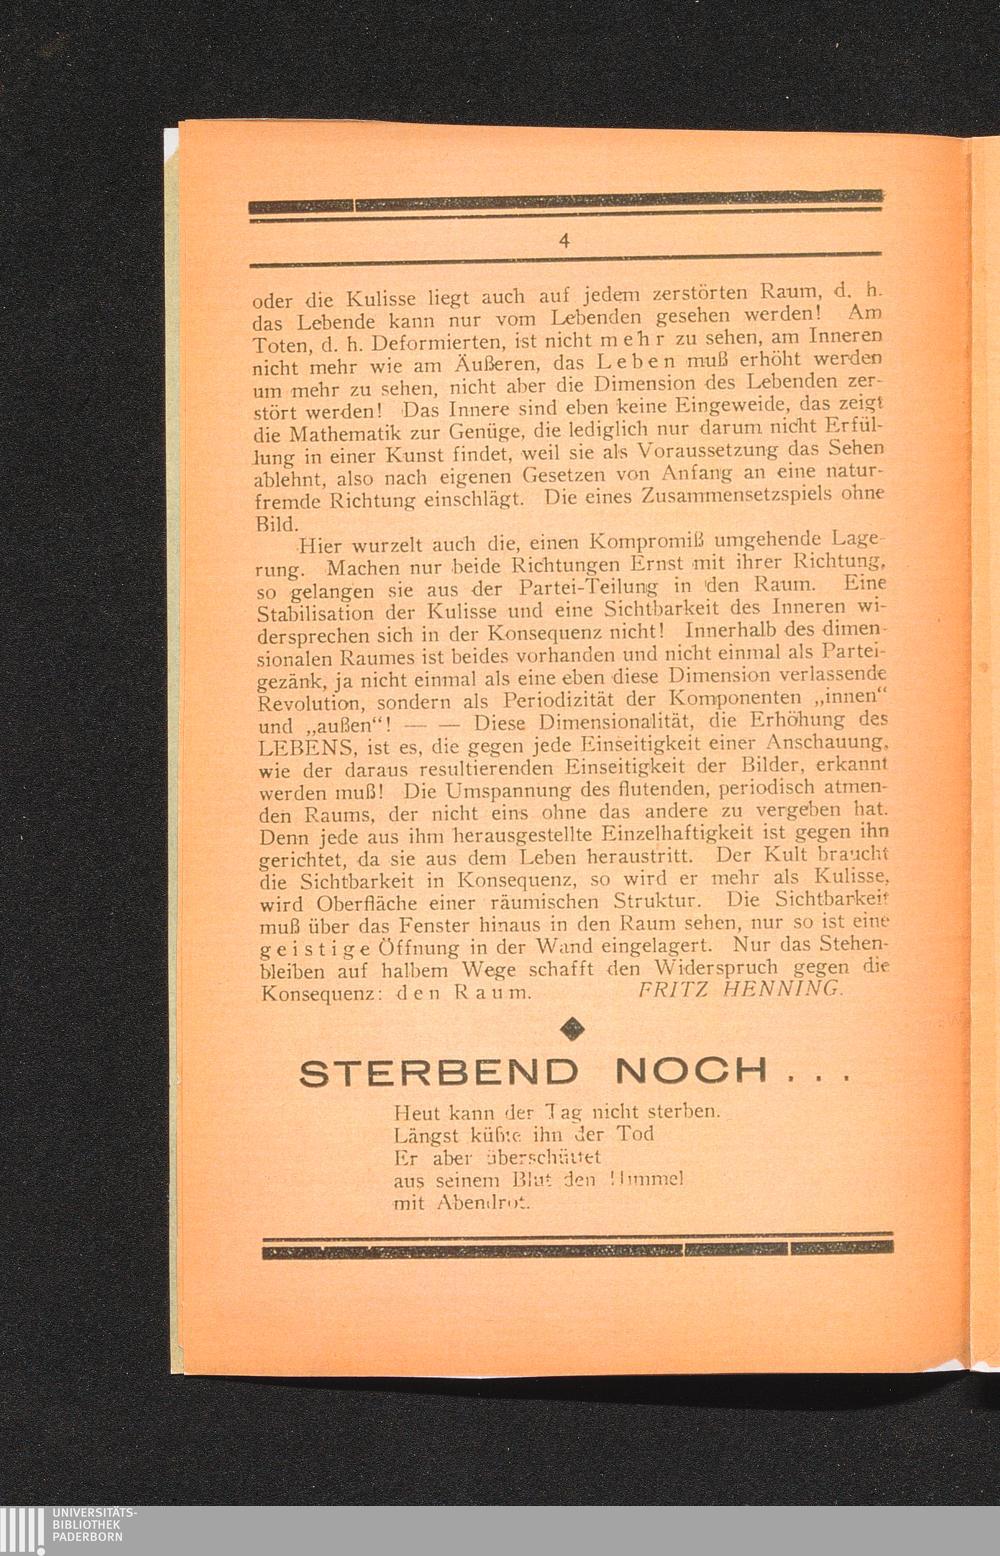 4
oder die Kulisse liegt auch auf jedem zerstörten Raum, d. h.
das Lebende kann nur vom Lebenden gesehen werden! Am
Toten, d. h. Deformierten, ist nicht mehr zu sehen, am Inneren
nicht mehr wie am Äußeren, das Leben muß erhöht werden
um mehr zu sehen, nicht aber die Dimension des Lebenden zer-
stört werden! Das Innere sind eben keine Eingeweide, das zeigt
die Mathematik zur Genüge, die lediglich nur darum nicht Erfül-
lung in einer Kunst findet, weil sie als Voraussetzung das Sehen
ablehnt, also nach eigenen Gesetzen von Anfang an eine natur-
fremde Richtung einschlägt. Die eines Zusammensetzspiels ohne
Bild.
Hier wurzelt auch die, einen Kompromiß umgehende Lage-
rung. Machen nur beide Richtungen Ernst mit ihrer Richtung,
so gelangen sie aus der Partei-Teilung in den Raum. Eine
Stabilisation der Kulisse und eine Sichtbarkeit des Inneren wi-
dersprechen sich in der Konsequenz nicht! Innerhalb des dimen-
sionalen Raumes ist beides vorhanden und nicht einmal als Partei-
gezänk, ja nicht einmal als eine eben diese Dimension verlassende
Revolution, sondern als Periodizität der Komponenten „innen“
und „außen“! — — Diese Dimensionalität, die Erhöhung des
LEBENS, ist es, die gegen jede Einseitigkeit einer Anschauung,
wie der daraus resultierenden Einseitigkeit der Bilder, erkannt
werden muß! Die Umspannung des flutenden, periodisch atmen-
den Raums, der nicht eins ohne das andere zu vergeben hat.
Denn jede aus ihm herausgestellte Einzelhaftigkeit ist gegen ihn
gerichtet, da sie aus dem Leben heraustritt. Der Kult braucht
die Sichtbarkeit in Konsequenz, so wird er mehr als Kulisse,
wird Oberfläche einer räumischen Struktur. Die Sichtbarkeit
muß über das Fenster hinaus in den Raum sehen, nur so ist eine
geistige Öffnung in der Wand eingelagert. Nur das Stehen-
bleiben auf halbem Wege schafft den Widerspruch gegen die
Konsequenz: den Raum. FRITZ HENNING.
STERBEND NOCH . . .
Heut kann der Tag nicht sterben.
Längst küßte ihn der Tod
Er aber überschüttet
aus seinem Blut den Himmel
mit Abendrot.
UNIVERSITÄTS-
BIBLIOTHEK
PADERBORN